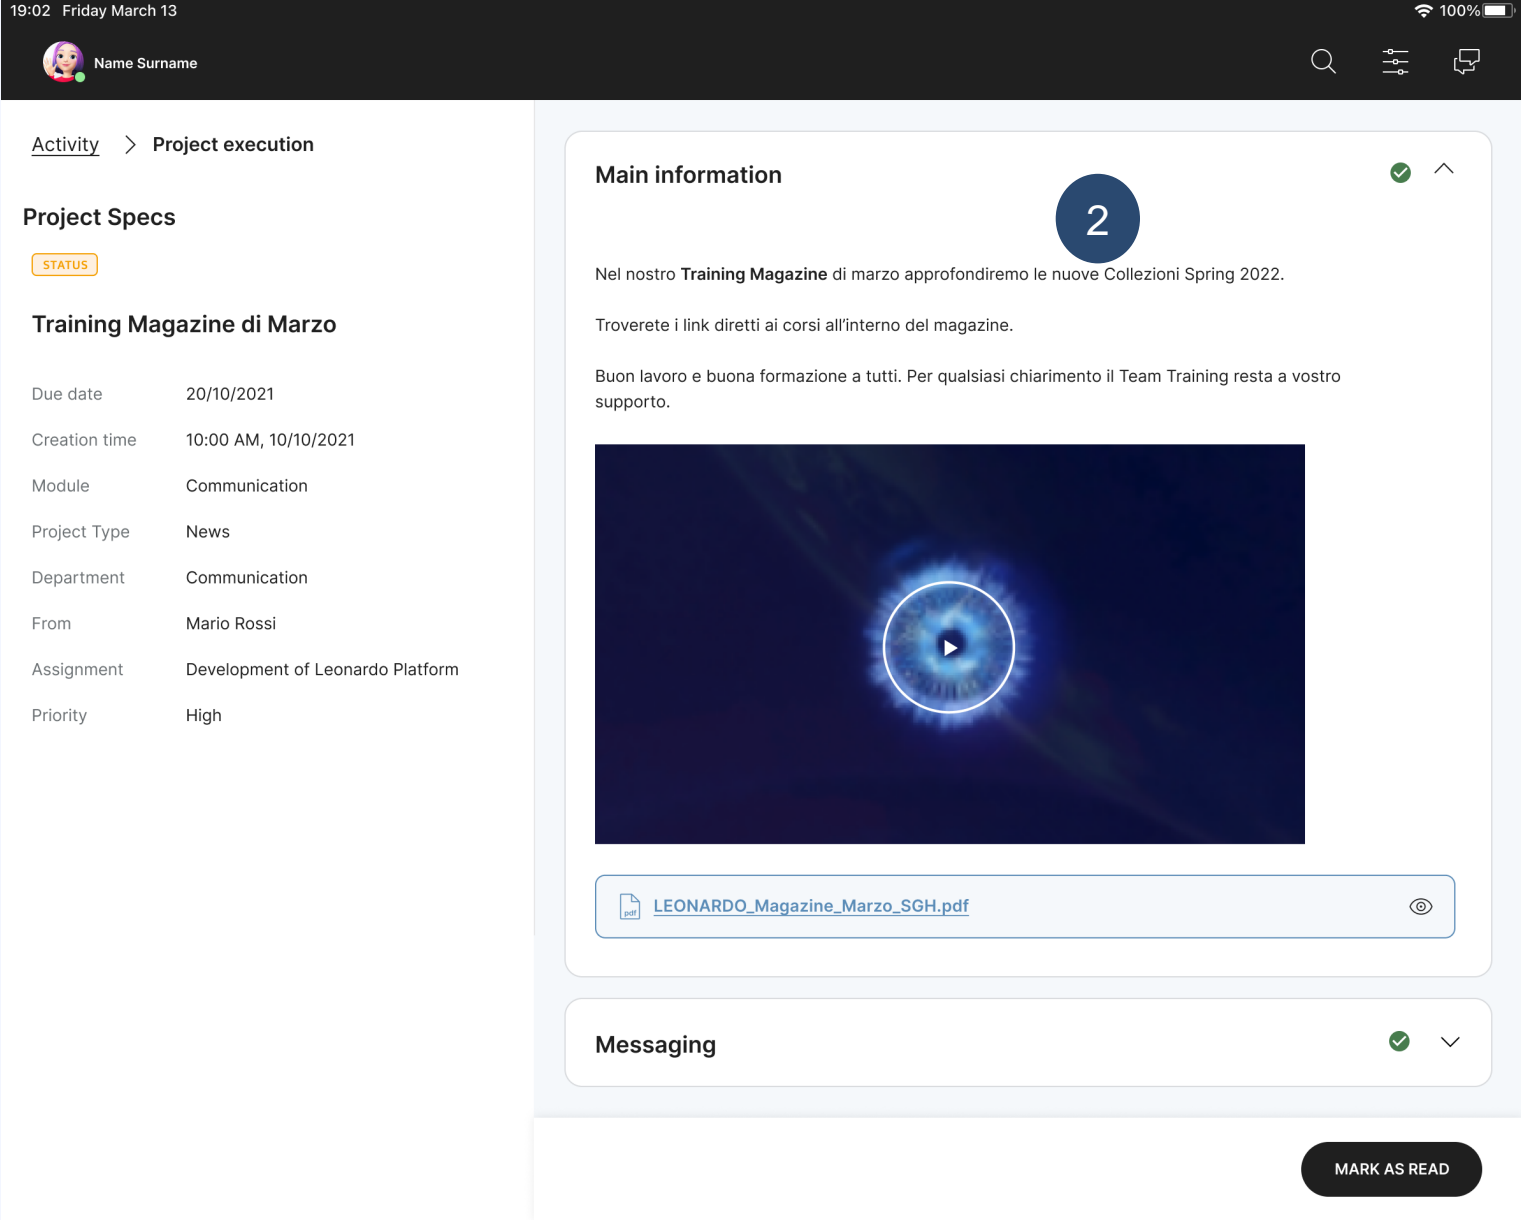 19:02 Friday March 13
100%
Name Surname
Activity
Project execution
Project Specs
STATUS
Training Magazine di Marzo
Due date 20/10/2021
Creation time 10:00 AM, 10/10/2021
Module Communication
Project Type News
Department Communication
From Mario Rossi
Assignment Development of Leonardo Platform
Priority High
Main information
2
Nel nostro Training Magazine di marzo approfondiremo le nuove Collezioni Spring 2022.
Troverete i link diretti ai corsi all’interno del magazine.
Buon lavoro e buona formazione a tutti. Per qualsiasi chiarimento il Team Training resta a vostro
supporto.
pdf
LEONARDO_Magazine_Marzo_SGH.pdf
Messaging
MARK AS READ